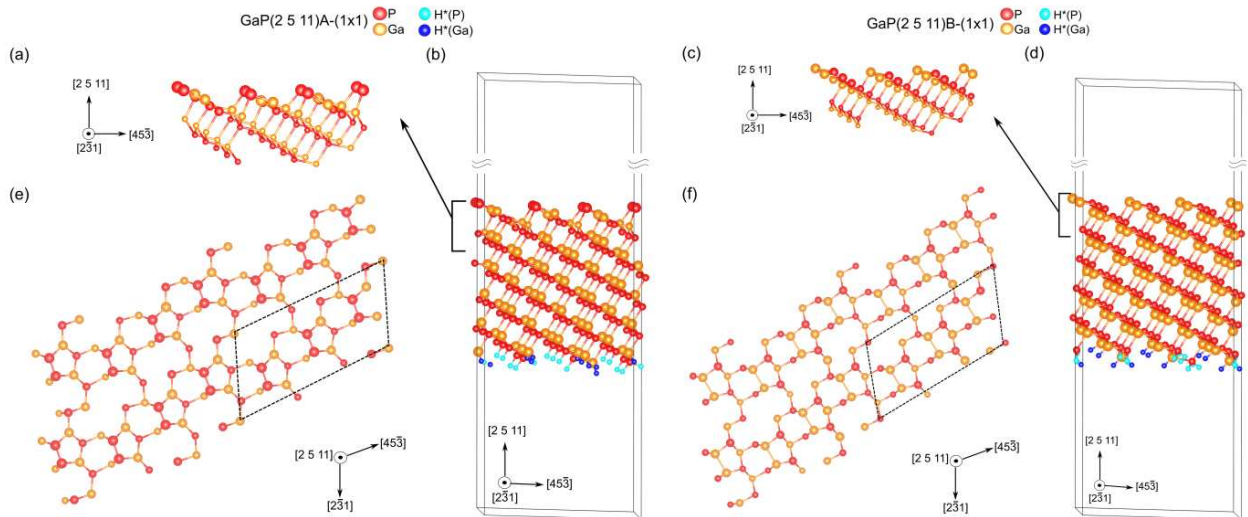 GaP(2 5 11)A-(1x1)
P
H*(P)
Ga
H*(Ga)
GaP(2 5 11)B-(1x1)
P
H*(P)
Ga
H*(Ga)
(a)
[2 5 11]
[453̅]
[23̅1]
(b)
(c)
[2 5 11]
[453̅]
[23̅1]
(d)
(e)
[2 5 11]
[453̅]
[23̅1]
[2 5 11]
[453̅]
[23̅1]
(f)
[2 5 11]
[453̅]
[23̅1]
[2 5 11]
[453̅]
[23̅1]